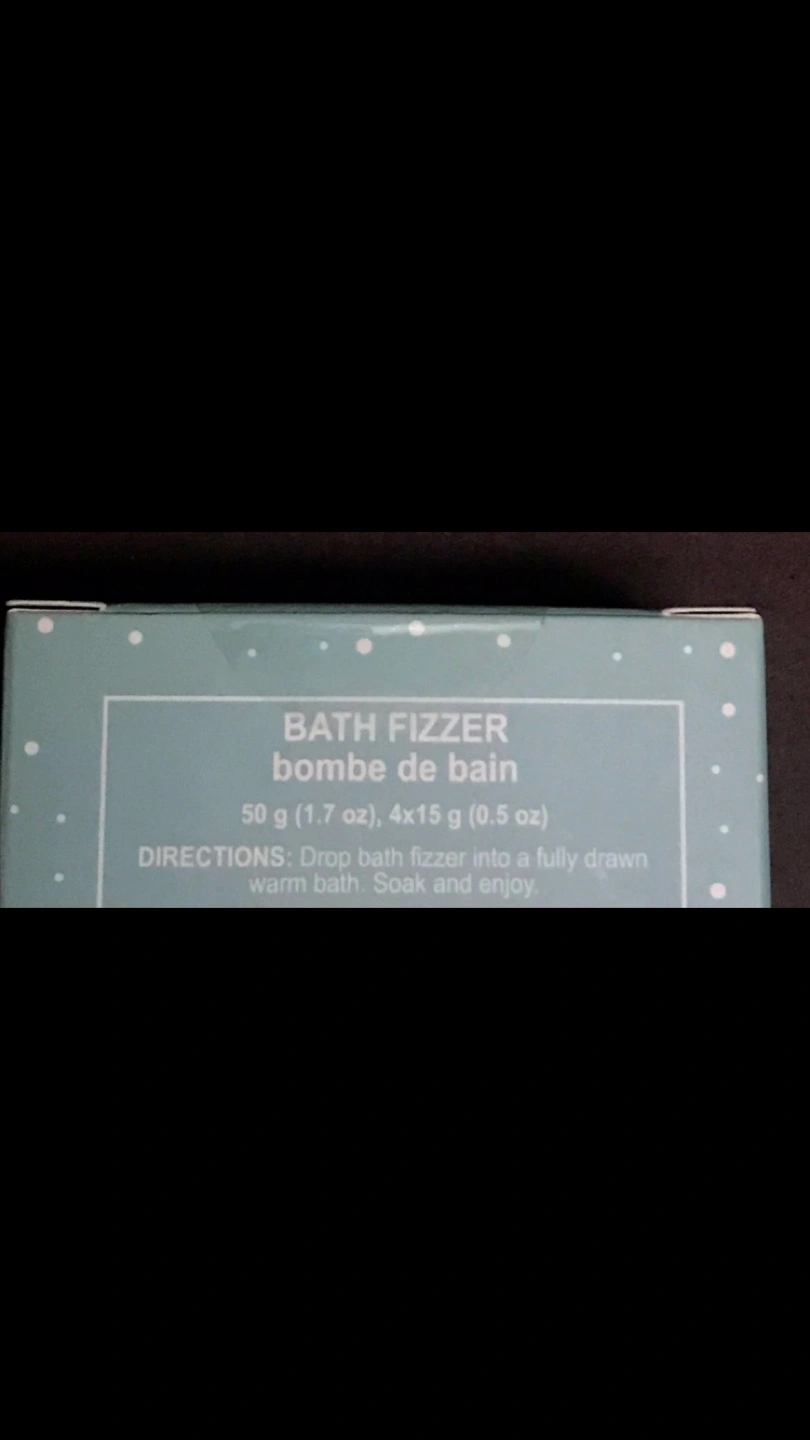 BATH FIZZER
bombe de bain
50 g (1.7 oz), 4x15 g (0.5 oz)
DIRECTIONS: Drop bath fizzer into a fully drawn
warm bath. Soak and enjoy.